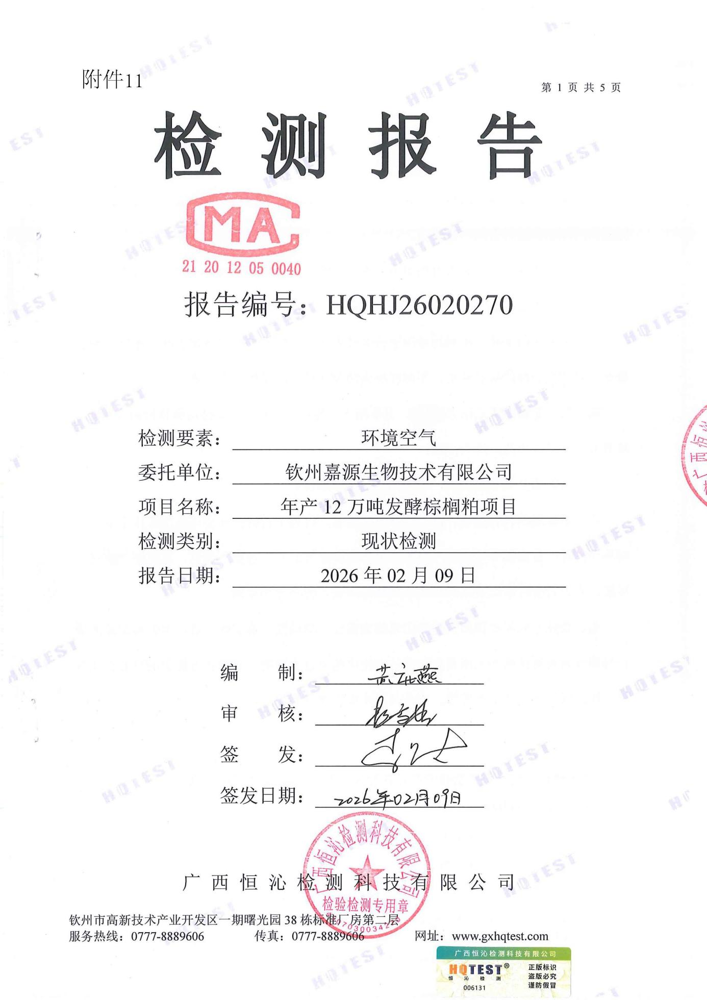 附件11
第 1 页 共 5 页
检测报告
MA
21 20 12 05 0040
报告编号：HQHJ26020270
检测要素： 环境空气
委托单位： 钦州嘉源生物技术有限公司
项目名称： 年产 12 万吨发酵棕榈粕项目
检测类别： 现状检测
报告日期： 2026 年 02 月 09 日
编 制：
审 核：
签 发：
签发日期： 2026年02月09日
广西恒沁检测科技有限公司
广西恒沁检测科技有限公司
检验检测专用章
钦州市高新技术产业开发区一期曙光园 38 栋标准厂房第二层
服务热线：0777-8889606 传真：0777-8889606 网址：www.gxhqtest.com
广西恒沁检测科技有限公司
HQTEST®
恒沁检测
006131
正版标识
盗版必究
谨防假冒
HQTEST